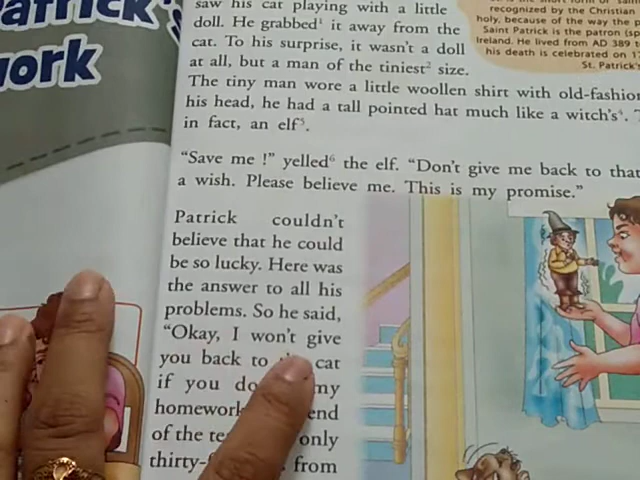 Patrick's
work
saw his cat playing with a little
doll. He grabbed¹ it away from the
cat. To his surprise, it wasn't a doll
at all, but a man of the tiniest² size.
The tiny man wore a little woollen shirt with old-fashion
his head, he had a tall pointed hat much like a witch's⁴. T
in fact, an elf⁵.
recognized by the Christian
holy, because of the way the
Saint Patrick is the patron (sp
Ireland. He lived from AD 389
his death is celebrated on 17
St. Patrick's
"Save me !" yelled⁶ the elf. "Don't give me back to that
a wish. Please believe me. This is my promise."
Patrick couldn't
believe that he could
be so lucky. Here was
the answer to all his
problems. So he said,
"Okay, I won't give
you back to cat
if you do my
homework end
of the only
from